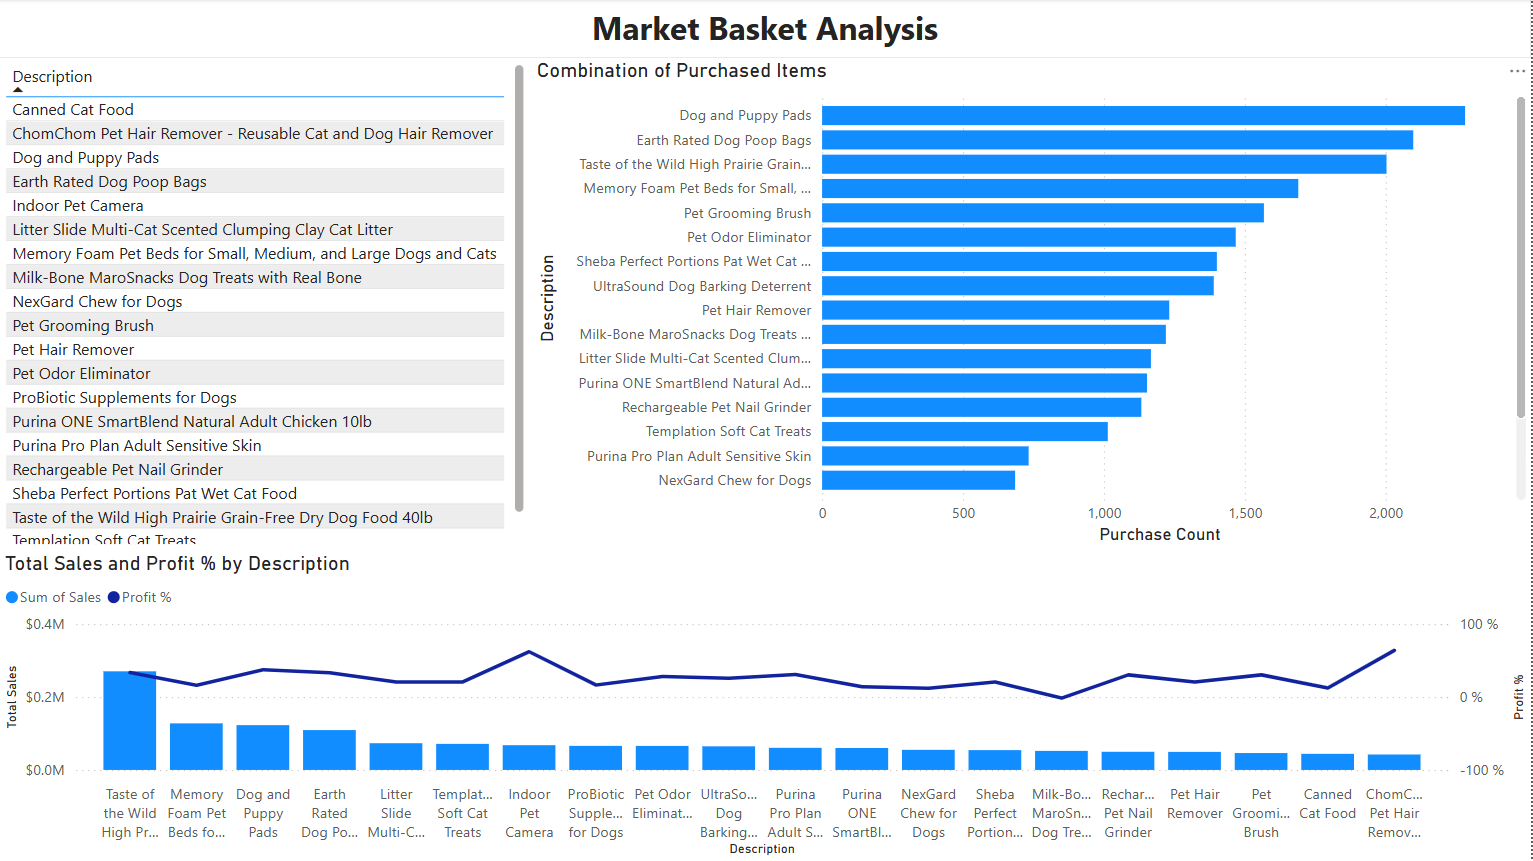 Market Basket Analysis
Description
Canned Cat Food
ChomChom Pet Hair Remover - Reusable Cat and Dog Hair Remover
Dog and Puppy Pads
Earth Rated Dog Poop Bags
Indoor Pet Camera
Litter Slide Multi-Cat Scented Clumping Clay Cat Litter
Memory Foam Pet Beds for Small, Medium, and Large Dogs and Cats
Milk-Bone MaroSnacks Dog Treats with Real Bone
NexGard Chew for Dogs
Pet Grooming Brush
Pet Hair Remover
Pet Odor Eliminator
ProBiotic Supplements for Dogs
Purina ONE SmartBlend Natural Adult Chicken 10lb
Purina Pro Plan Adult Sensitive Skin
Rechargeable Pet Nail Grinder
Sheba Perfect Portions Pat Wet Cat Food
Taste of the Wild High Prairie Grain-Free Dry Dog Food 40lb
Templation Soft Cat Treats
Combination of Purchased Items
...
Description
Dog and Puppy Pads
Earth Rated Dog Poop Bags
Taste of the Wild High Prairie Grain...
Memory Foam Pet Beds for Small, ...
Pet Grooming Brush
Pet Odor Eliminator
Sheba Perfect Portions Pat Wet Cat ...
UltraSound Dog Barking Deterrent
Pet Hair Remover
Milk-Bone MaroSnacks Dog Treats ...
Litter Slide Multi-Cat Scented Clum...
Purina ONE SmartBlend Natural Ad...
Rechargeable Pet Nail Grinder
Templation Soft Cat Treats
Purina Pro Plan Adult Sensitive Skin
NexGard Chew for Dogs
0 500 1,000 1,500 2,000
Purchase Count
Total Sales and Profit % by Description
Sum of Sales Profit %
Total Sales
$0.4M
$0.2M
$0.0M
100 %
0 %
-100 %
Profit %
Taste of
the Wild
High Pr...
Memory
Foam Pet
Beds fo...
Dog and
Puppy
Pads
Earth
Rated
Dog Po...
Litter
Slide
Multi-C...
Templat...
Soft Cat
Treats
Indoor
Pet
Camera
ProBiotic
Supple...
for Dogs
Pet Odor
Eliminat...
UltraSo...
Dog
Barking...
Purina
Pro Plan
Adult S...
Purina
ONE
SmartBl...
NexGard
Chew for
Dogs
Sheba
Perfect
Portion...
Milk-Bo...
MaroSn...
Dog Tre...
Rechar...
Pet Nail
Grinder
Pet Hair
Remover
Pet
Groomi...
Brush
Canned
Cat Food
ChomC...
Pet Hair
Remov...
Description